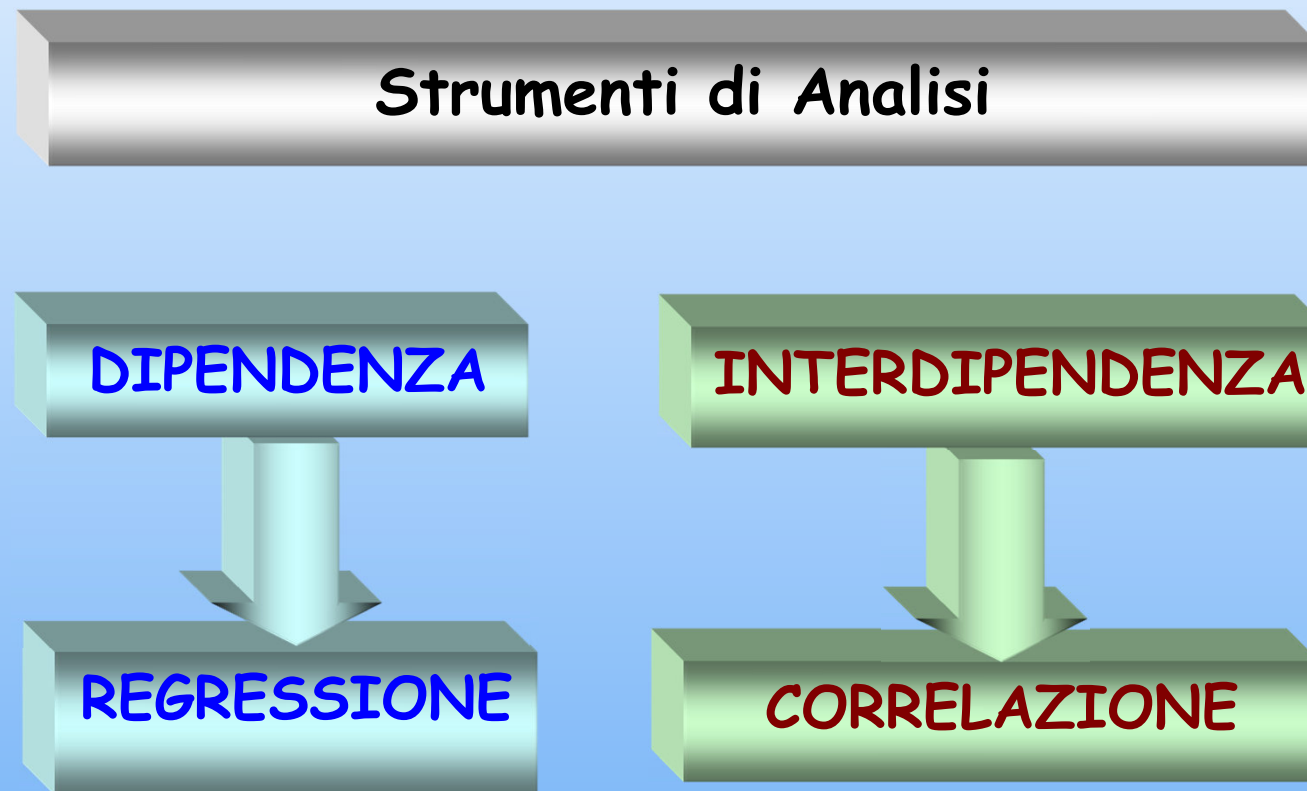 Strumenti di Analisi
DIPENDENZA
INTERDIPENDENZA
REGRESSIONE
CORRELAZIONE